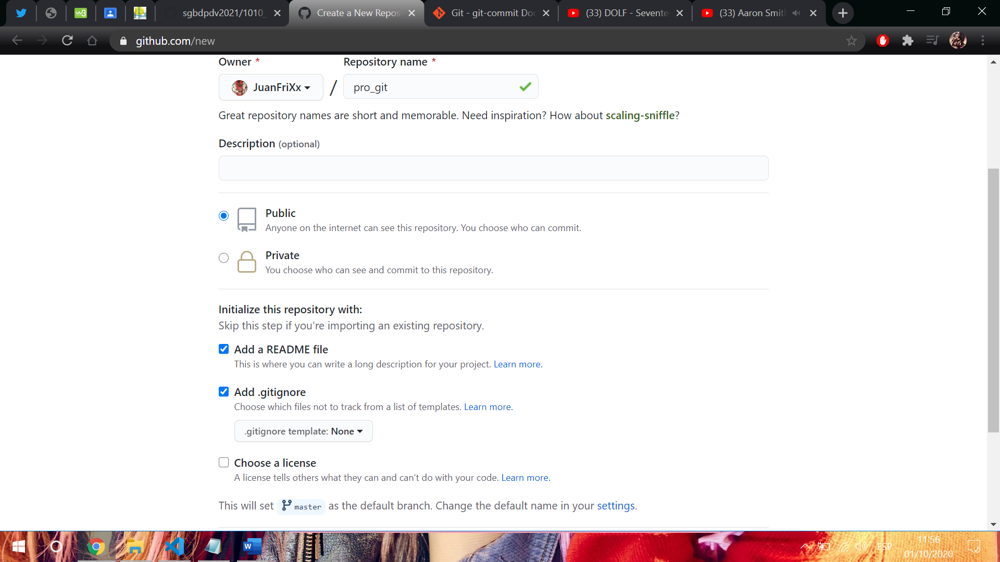 sgbdpdv2021/1010_
Create a New Repos
Git - git-commit Do
(33) DOLF - Sevente
(33) Aaron Smit
github.com/new
Owner *
Repository name *
JuanFriXx
/
pro_git
Great repository names are short and memorable. Need inspiration? How about scaling-sniffle?
Description (optional)
Public
Anyone on the internet can see this repository. You choose who can commit.
Private
You choose who can see and commit to this repository.
Initialize this repository with:
Skip this step if you’re importing an existing repository.
Add a README file
This is where you can write a long description for your project. Learn more.
Add .gitignore
Choose which files not to track from a list of templates. Learn more.
.gitignore template: None
Choose a license
A license tells others what they can and can't do with your code. Learn more.
This will set master as the default branch. Change the default name in your settings.
ESP
11:56
01/10/2020